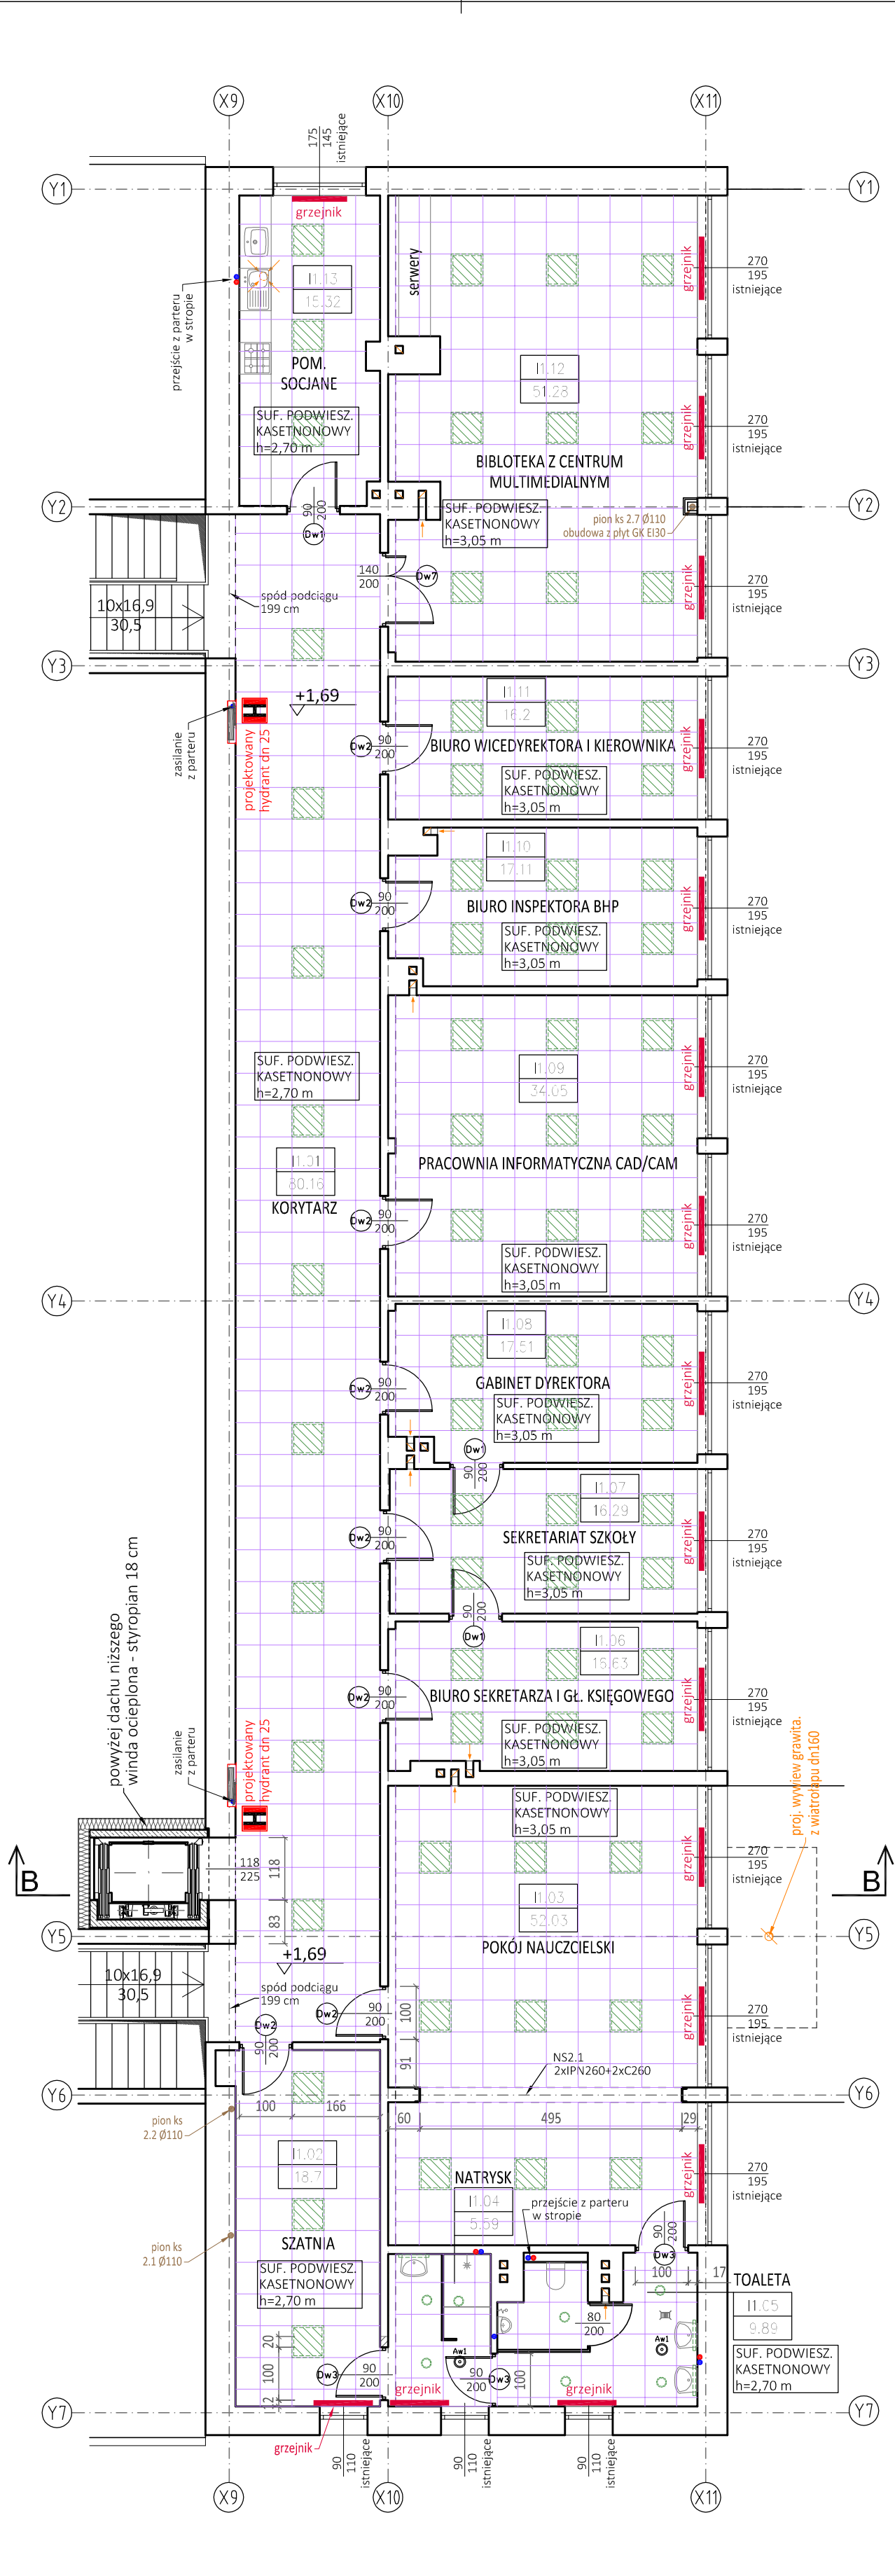 X9
X10
X11
175
145
istniejące
Y1
Y1
grzejnik
serwery
grzejnik
270
195
istniejące
I1.13
15.32
przejście z parteru
w stropie
POM.
SOCJANE
I1.12
51.28
SUF. PODWIESZ.
KASETNONOWY
h=2,70 m
grzejnik
270
195
istniejące
BIBLOTEKA Z CENTRUM
MULTIMEDIALNYM
Y2
Y2
90
200
Dw1
SUF. PODWIESZ.
KASETNONOWY
h=3,05 m
pion ks 2.7 Ø110
obudowa z płyt GK EI30
140
200
Dw7
grzejnik
270
195
istniejące
10x16,9
30,5
spód podciągu
199 cm
Y3
Y3
+1,69
I1.11
16.2
zasilanie
z parteru
projektowany
hydrant dn 25
Dw2
90
200
BIURO WICEDYREKTORA I KIEROWNIKA
SUF. PODWIESZ.
KASETNONOWY
h=3,05 m
grzejnik
270
195
istniejące
I1.10
17.11
Dw2
90
200
BIURO INSPEKTORA BHP
SUF. PODWIESZ.
KASETNONOWY
h=3,05 m
grzejnik
270
195
istniejące
SUF. PODWIESZ.
KASETNONOWY
h=2,70 m
I1.09
34.05
grzejnik
270
195
istniejące
I1.01
80.16
KORYTARZ
PRACOWNIA INFORMATYCZNA CAD/CAM
Dw2
90
200
SUF. PODWIESZ.
KASETNONOWY
h=3,05 m
grzejnik
270
195
istniejące
Y4
Y4
I1.08
17.51
Dw2
90
200
GABINET DYREKTORA
SUF. PODWIESZ.
KASETNONOWY
h=3,05 m
grzejnik
270
195
istniejące
Dw1
90
200
I1.07
16.29
Dw2
90
200
SEKRETARIAT SZKOŁY
SUF. PODWIESZ.
KASETNONOWY
h=3,05 m
grzejnik
270
195
istniejące
90
200
Dw1
powyżej dachu niższego
winda ocieplona - styropian 18 cm
I1.06
16.63
Dw2
90
200
BIURO SEKRETARZA I GŁ. KSIĘGOWEGO
SUF. PODWIESZ.
KASETNONOWY
h=3,05 m
grzejnik
270
195
istniejące
zasilanie
z parteru
projektowany
hydrant dn 25
proj. wywiew grawita.
z wiatrołapu dn160
SUF. PODWIESZ.
KASETNONOWY
h=3,05 m
B
B
118
225
118
83
grzejnik
270
195
istniejące
I1.03
52.03
POKÓJ NAUCZCIELSKI
Y5
Y5
+1,69
10x16,9
30,5
spód podciągu
199 cm
Dw2
90
200
Dw2
90
200
100
91
grzejnik
270
195
istniejące
NS2.1
2xIPN260+2xC260
Y6
Y6
100
166
60
495
29
pion ks
2.2 Ø110
I1.02
18.7
NATRYSK
I1.04
5.59
grzejnik
270
195
istniejące
przejście z parteru
w stropie
pion ks
2.1 Ø110
SZATNIA
SUF. PODWIESZ.
KASETNONOWY
h=2,70 m
90
200
Dw3
100
17
TOALETA
I1.05
9.89
SUF. PODWIESZ.
KASETNONOWY
h=2,70 m
80
200
20
100
12
Dw3
90
200
Aw1
90
200
Dw3
100
Aw1
grzejnik
grzejnik
grzejnik
Y7
Y7
90
110
istniejące
90
110
istniejące
90
110
istniejące
X9
X10
X11